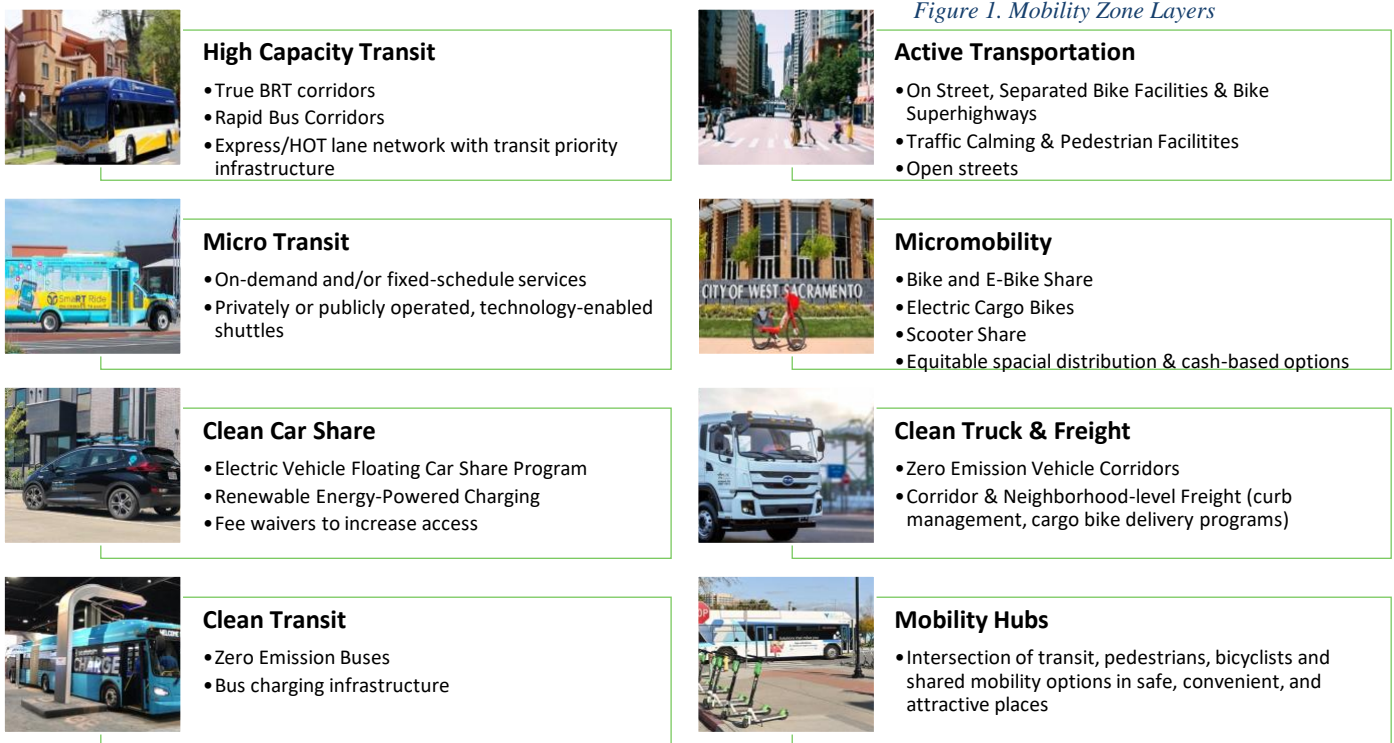 Figure 1. Mobility Zone Layers
High Capacity Transit
•True BRT corridors
•Rapid Bus Corridors
•Express/HOT lane network with transit priority
infrastructure
Active Transportation
•On Street, Separated Bike Facilities & Bike
Superhighways
•Traffic Calming & Pedestrian Facilitites
•Open streets
Micro Transit
•On-demand and/or fixed-schedule services
•Privately or publicly operated, technology-enabled
shuttles
SmaRT Ride
Micromobility
•Bike and E-Bike Share
•Electric Cargo Bikes
•Scooter Share
•Equitable spacial distribution & cash-based options
CITY OF WEST SACRAMENTO
Clean Car Share
•Electric Vehicle Floating Car Share Program
•Renewable Energy-Powered Charging
•Fee waivers to increase access
Clean Truck & Freight
•Zero Emission Vehicle Corridors
•Corridor & Neighborhood-level Freight (curb
management, cargo bike delivery programs)
Clean Transit
•Zero Emission Buses
•Bus charging infrastructure
WELCOME
CHARGE
Mobility Hubs
•Intersection of transit, pedestrians, bicyclists and
shared mobility options in safe, convenient, and
attractive places